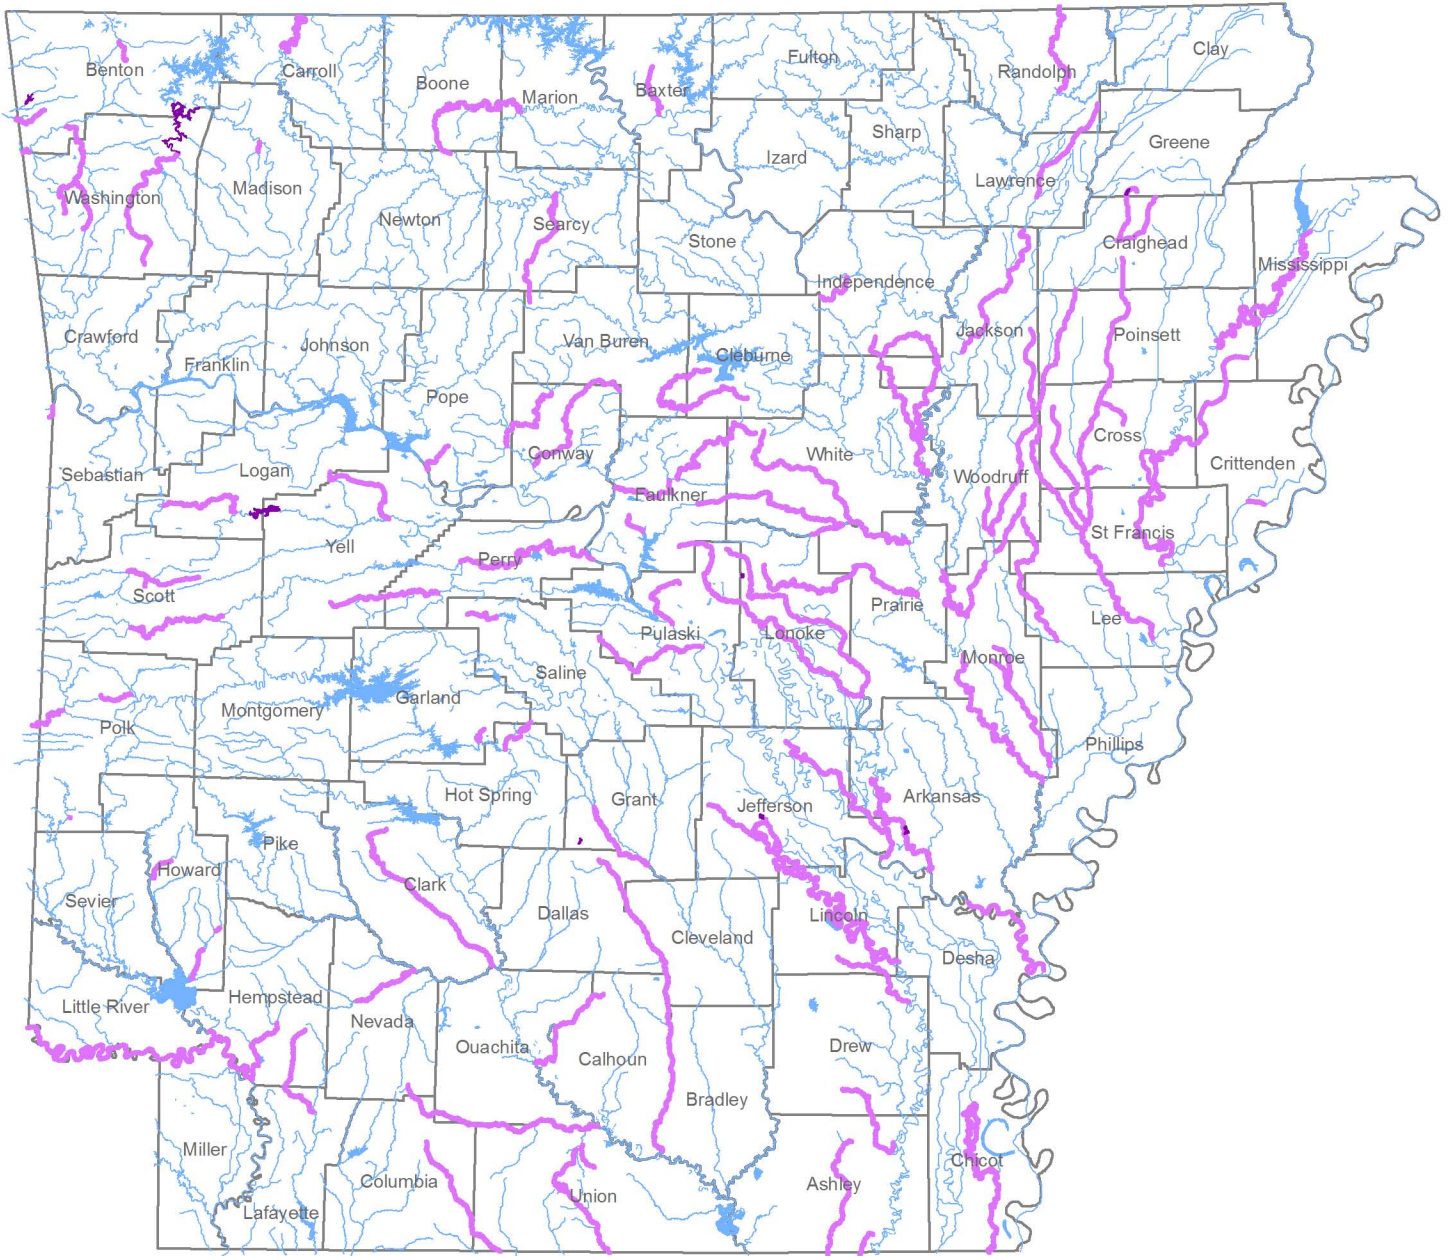 Clay
Fulton
Benton
Carroll
Randolph
Boone
Baxter
Marion
Sharp
Greene
Izard
Lawrence
Madison
Washington
Newton
Searcy
Stone
Craighead
Mississippi
Independence
Jackson
Poinsett
Crawford
Van Buren
Johnson
Cleburne
Franklin
Pope
Cross
Conway
White
Crittenden
Logan
Sebastian
Woodruff
Faulkner
St Francis
Yell
Perry
Scott
Prairie
Lee
Pulaski
Lonoke
Monroe
Saline
Garland
Montgomery
Polk
Phillips
Hot Spring
Arkansas
Grant
Jefferson
Pike
Howard
Clark
Sevier
Dallas
Lincoln
Cleveland
Desha
Hempstead
Little River
Nevada
Ouachita
Drew
Calhoun
Bradley
Miller
Chicot
Columbia
Ashley
Union
Lafayette